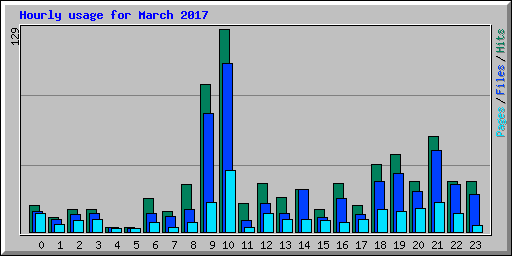 Hourly usage for March 2017
129
Pages/Files/Hits
0 1 2 3 4 5 6 7 8 9 10 11 12 13 14 15 16 17 18 19 20 21 22 23